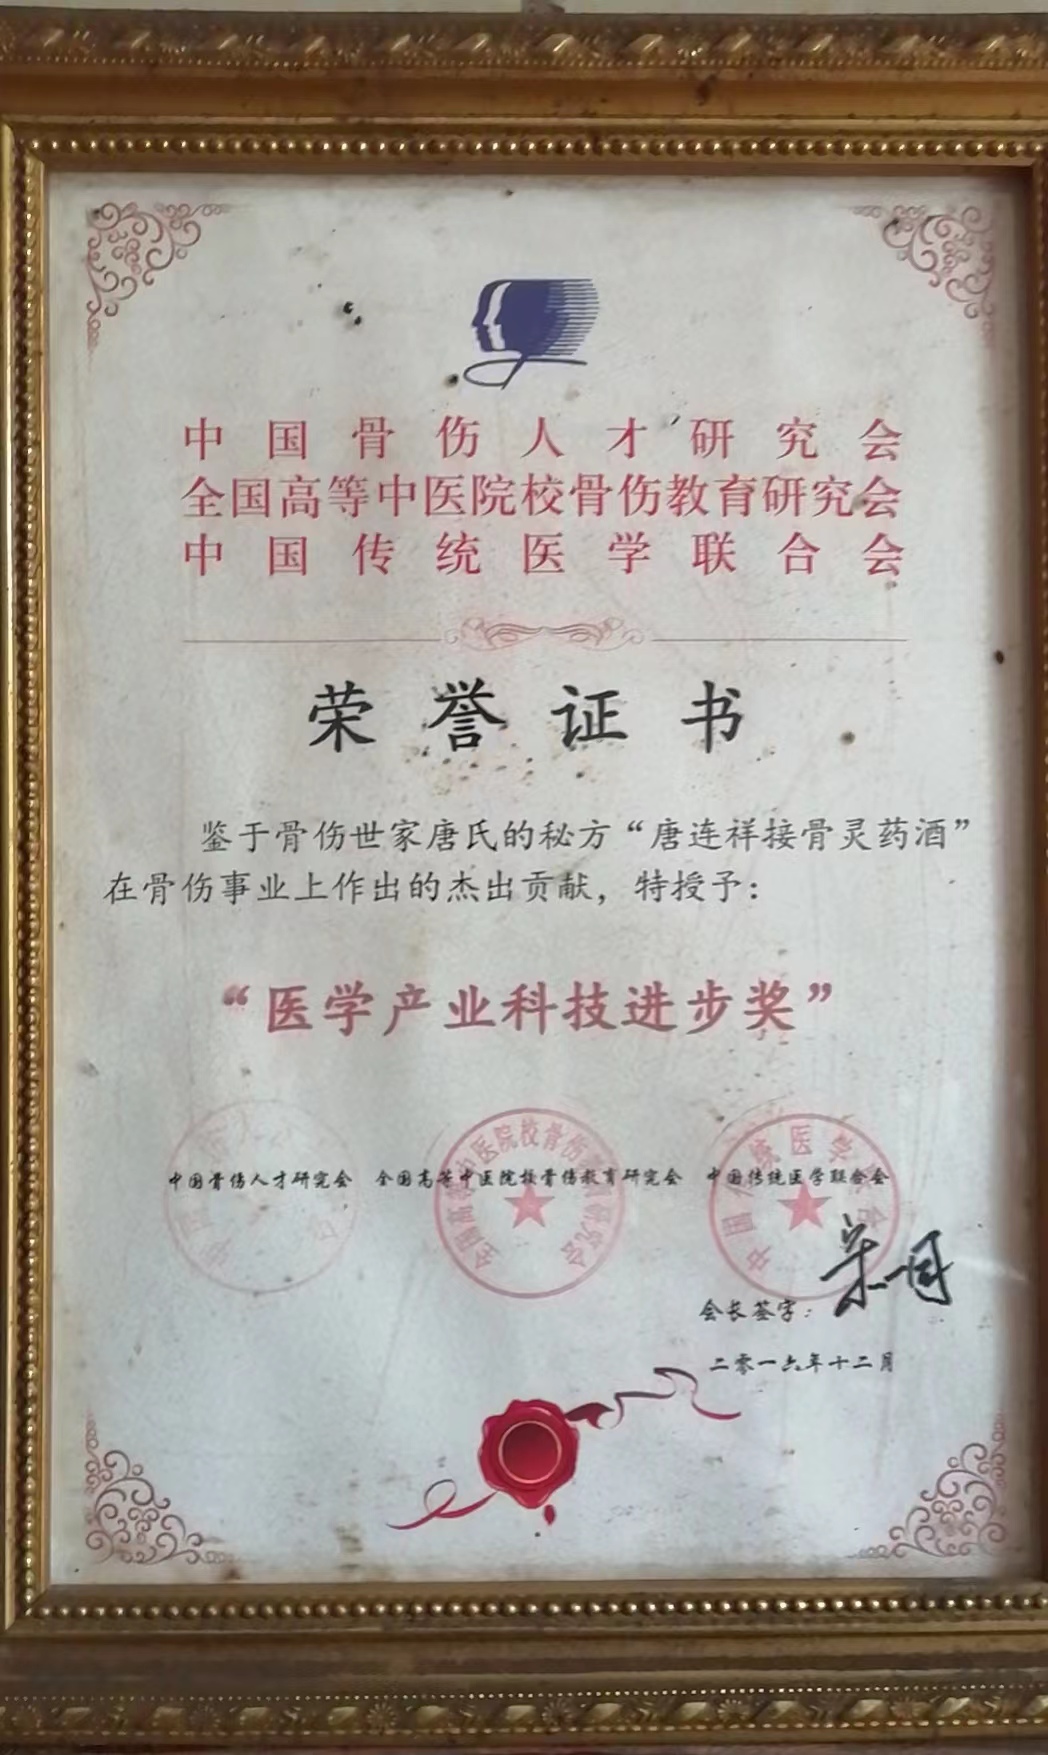 中国骨伤人才研究会
全国高等中医院校骨伤教育研究会
中国传统医学联合会
荣誉证书
鉴于骨伤世家唐氏的秘方“唐连祥接骨灵药酒”
在骨伤事业上作出的杰出贡献，特授予：
“医学产业科技进步奖”
中国骨伤人才研究会 全国高等中医院校骨伤教育研究会 中国传统医学联合会
会长签字：
二零一六年十二月